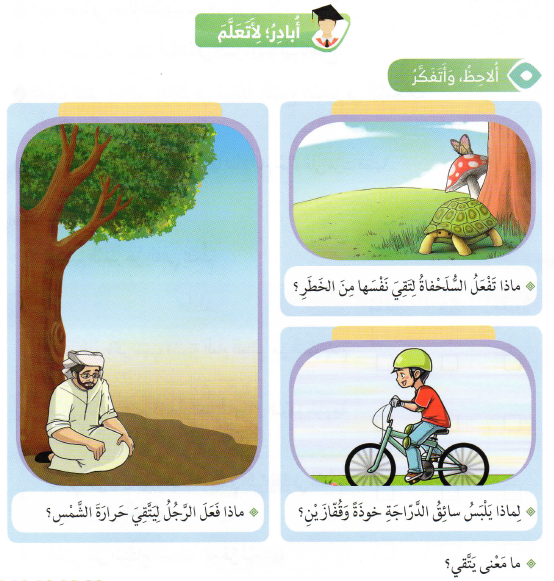 أُبادِرُ؛ لِأَتَعَلَّمَ
أُلاحِظُ، وَأَتَفَكَّرُ
ماذا تَفْعَلُ السُّلَحْفاةُ لِتَقِيَ نَفْسَها مِنَ الخَطَرِ؟
لِماذا يَلْبَسُ سائِقُ الدَّرّاجَةِ خوذَةً وَقُفّازَيْنِ؟
ماذا فَعَلَ الرَّجُلُ لِيَتَّقِيَ حَرارَةَ الشَّمْسِ؟
ما مَعْنى يَتَّقي؟